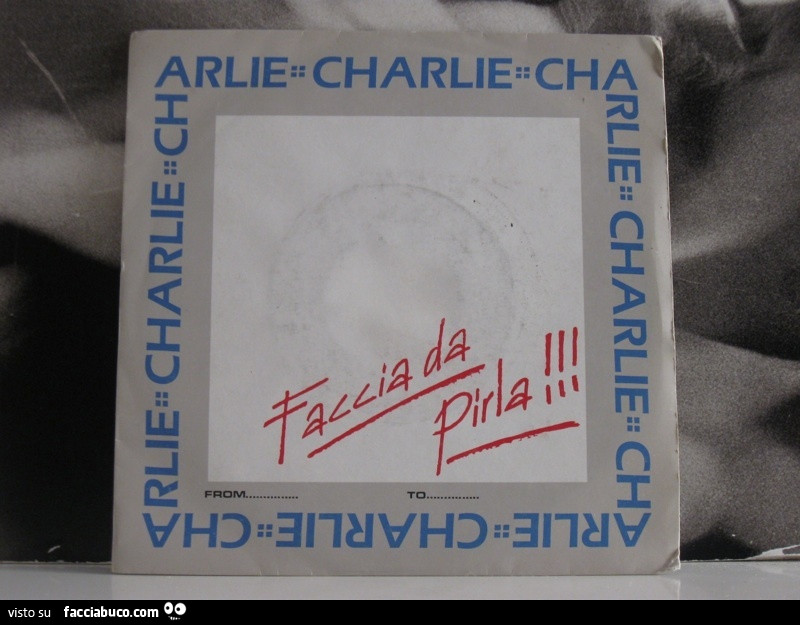 ARLIE::CHARLIE::CHA
RLIE::CHARLIE::CH
ARLIE::CHARLIE::CHA
RLIE::CHARLIE::CH
Faccia da
Pirla!!!
FROM............... TO...............
visto su facciabuco.com